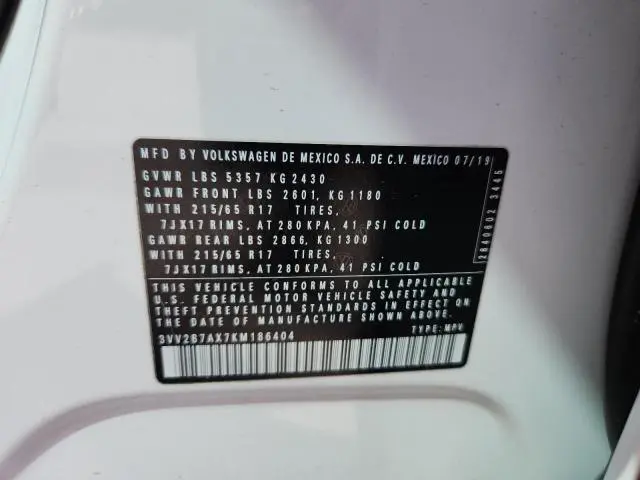 MFD BY VOLKSWAGEN DE MEXICO S.A. DE C.V. MEXICO 07/19
GVWR LBS 5357 KG 2430
GAWR FRONT LBS 2601, KG 1180
WITH 215/65 R17 TIRES,
7JX17 RIMS, AT 280 KPA, 41 PSI COLD
GAWR REAR LBS 2866, KG 1300
WITH 215/65 R17 TIRES,
7JX17 RIMS, AT 280 KPA, 41 PSI COLD
THIS VEHICLE CONFORMS TO ALL APPLICABLE
U.S. FEDERAL MOTOR VEHICLE SAFETY AND
THEFT PREVENTION STANDARDS IN EFFECT ON
THE DATE OF MANUFACTURE SHOWN ABOVE.
3VV2B7AX7KM186404 TYPE: MPV
2640602 3445